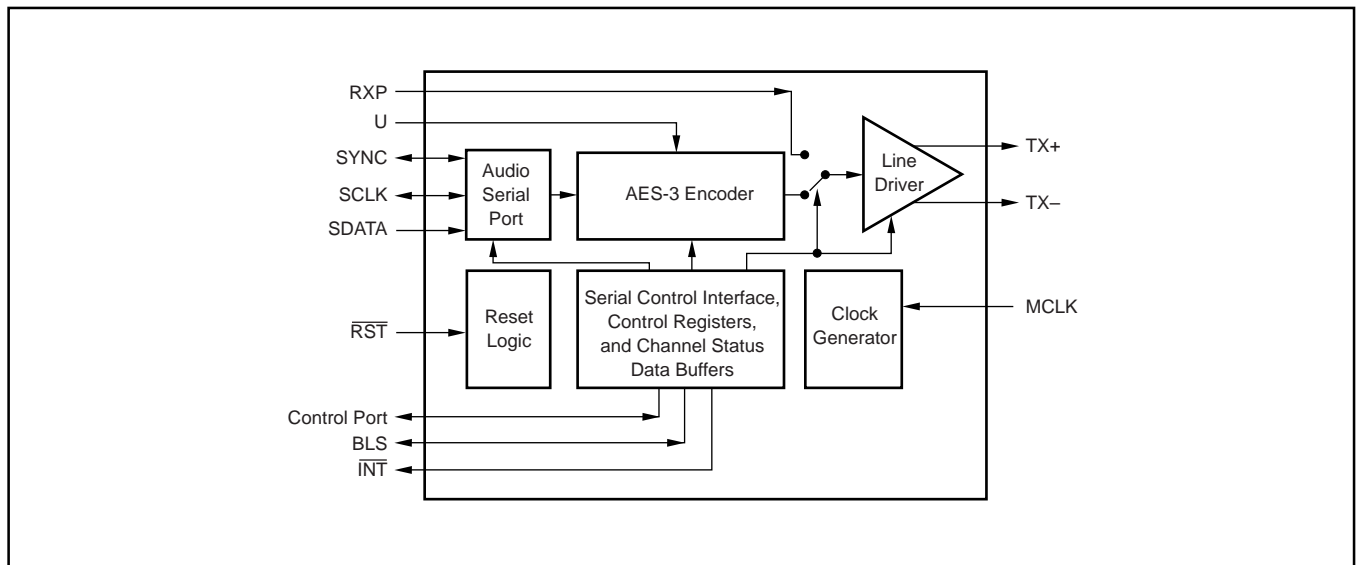 RXP
U
SYNC
SCLK
SDATA
RST
Control Port
BLS
INT
Audio
Serial
Port
AES-3 Encoder
Line
Driver
TX+
TX–
Reset
Logic
Serial Control Interface,
Control Registers,
and Channel Status
Data Buffers
Clock
Generator
MCLK